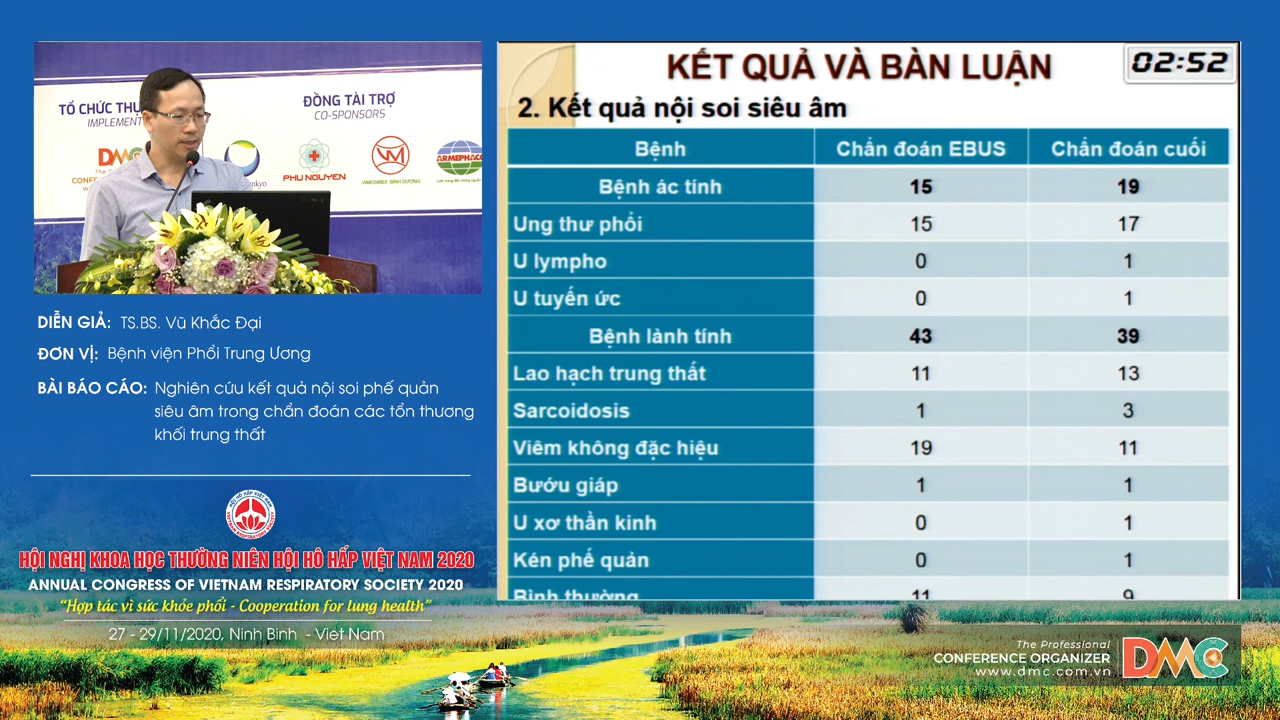 TỔ CHỨC
IMPLEMENT
ĐỒNG TÀI TRỢ
CO-SPONSORS
DMC
PHU NGUYEN
VIMEDIMEX BÌNH DƯƠNG
ARMEPHACO
DIỄN GIẢ: TS.BS. Vũ Khắc Đại
ĐƠN VỊ: Bệnh viện Phổi Trung Ương
BÀI BÁO CÁO: Nghiên cứu kết quả nội soi phế quản
siêu âm trong chẩn đoán các tổn thương
khối trung thất
HỘI NGHỊ KHOA HỌC THƯỜNG NIÊN HỘI HÔ HẤP VIỆT NAM 2020
ANNUAL CONGRESS OF VIETNAM RESPIRATORY SOCIETY 2020
“Hợp tác vì sức khỏe phổi - Cooperation for lung health”
27 - 29/11/2020, Ninh Binh - Viet Nam
KẾT QUẢ VÀ BÀN LUẬN
02:52
2. Kết quả nội soi siêu âm
Bệnh Chẩn đoán EBUS Chẩn đoán cuối
Bệnh ác tính 15 19
Ung thư phổi 15 17
U lympho 0 1
U tuyến ức 0 1
Bệnh lành tính 43 39
Lao hạch trung thất 11 13
Sarcoidosis 1 3
Viêm không đặc hiệu 19 11
Bướu giáp 1 1
U xơ thần kinh 0 1
Kén phế quản 0 1
Bình thường 11 9
The Professional
CONFERENCE ORGANIZER
www.dmc.com.vn
DMC